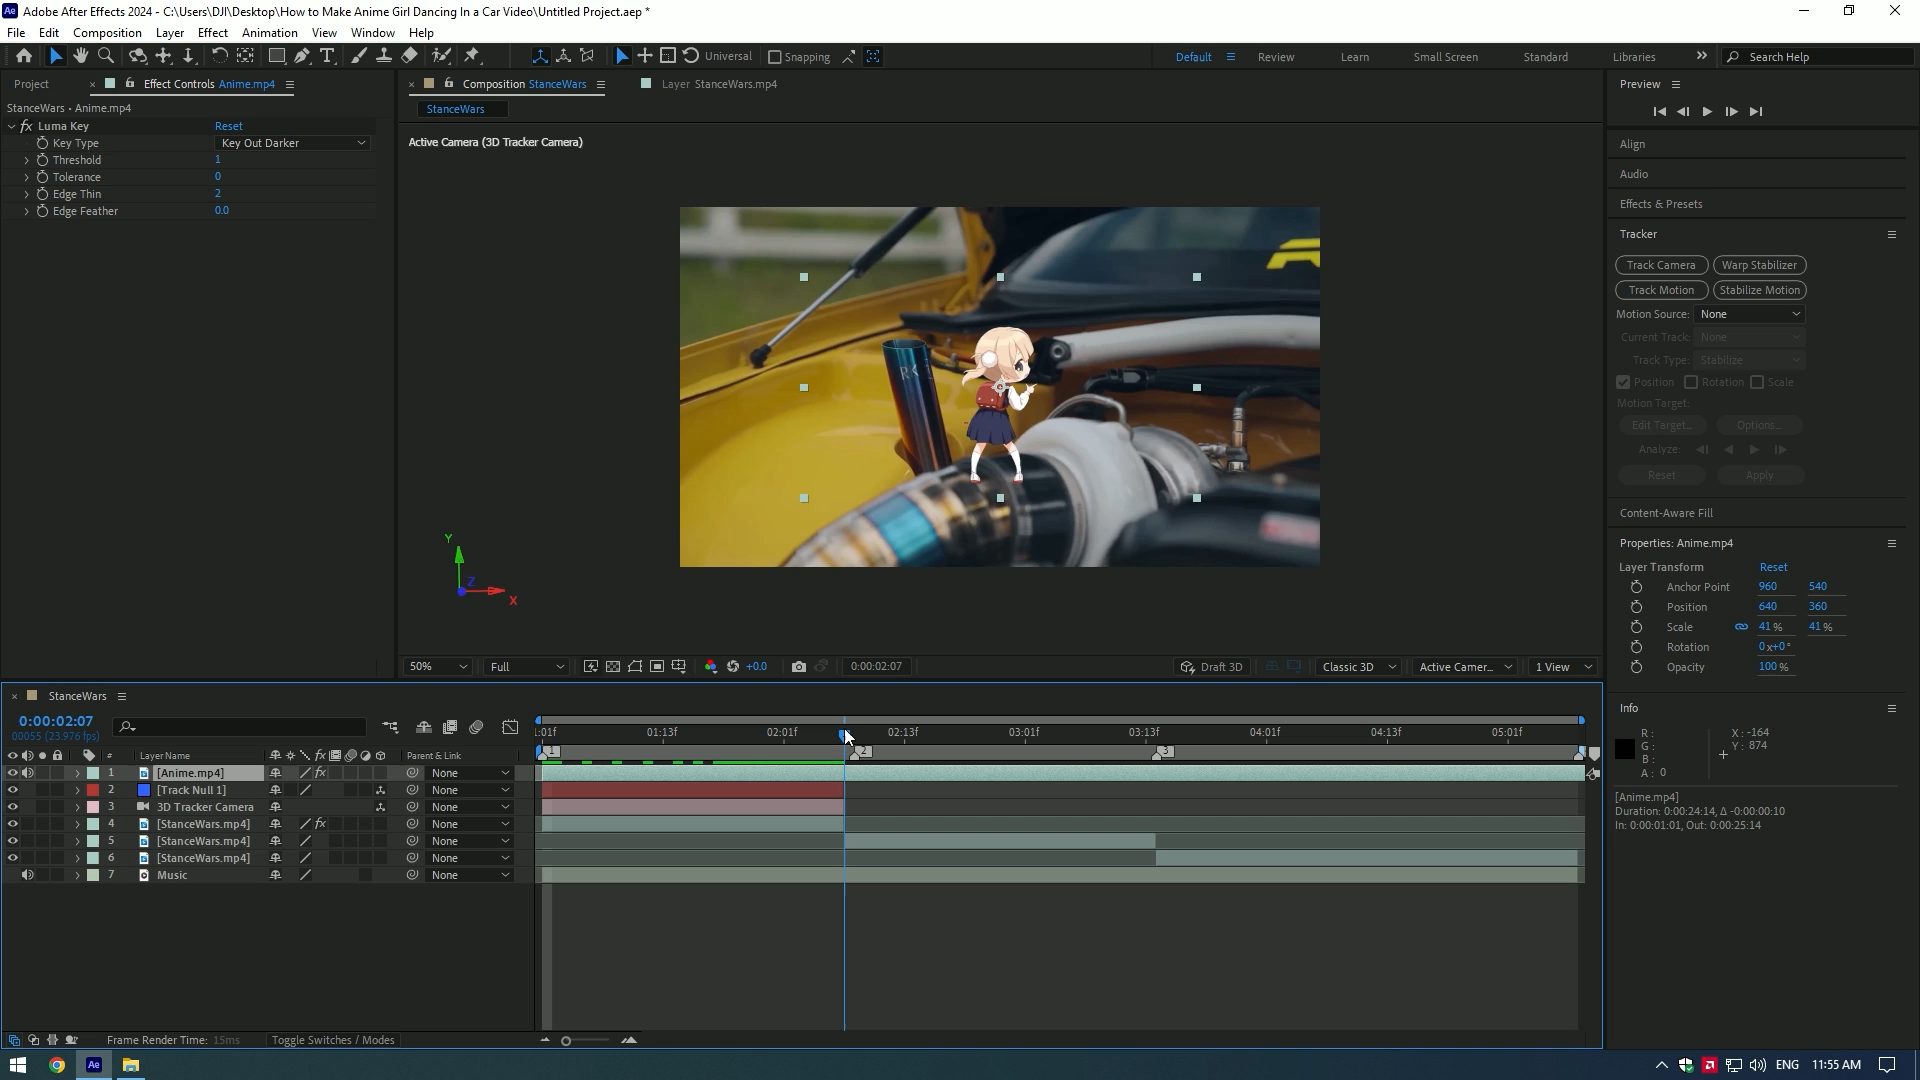 Adobe After Effects 2024 - C:\Users\DJI\Desktop\How to Make Anime Girl Dancing In a Car Video\Untitled Project.aep *
File Edit Composition Layer Effect Animation View Window Help
Universal Snapping Default Review Learn Small Screen Standard Libraries Search Help
Project Effect Controls Anime.mp4
StanceWars • Anime.mp4
fx Luma Key Reset
Key Type Key Out Darker
Threshold 1
Tolerance 0
Edge Thin 2
Edge Feather 0.0
Composition StanceWars Layer StanceWars.mp4
StanceWars
Active Camera (3D Tracker Camera)
Y
Z
X
50% Full +0.0 0:00:02:07 Draft 3D Classic 3D Active Camer... 1 View
Preview
Align
Audio
Effects & Presets
Tracker
Track Camera Warp Stabilizer
Track Motion Stabilize Motion
Motion Source: None
Current Track: None
Track Type: Stabilize
Position Rotation Scale
Motion Target:
Edit Target... Options...
Analyze:
Reset Apply
Content-Aware Fill
Properties: Anime.mp4
Layer Transform Reset
Anchor Point 960 540
Position 640 360
Scale 41 % 41 %
Rotation 0x+0°
Opacity 100 %
Info
R:
G:
B:
A: 0
X: -164
Y: 874
[Anime.mp4]
Duration: 0:00:24:14, Δ -0:00:00:10
In: 0:00:01:01, Out: 0:00:25:14
StanceWars
0:00:02:07
00055 (23.976 fps)
:01f 01:13f 02:01f 02:13f 03:01f 03:13f 04:01f 04:13f 05:01f
1 2 3
# Layer Name Parent & Link
1 [Anime.mp4] fx None
2 [Track Null 1] None
3 3D Tracker Camera None
4 [StanceWars.mp4] fx None
5 [StanceWars.mp4] None
6 [StanceWars.mp4] None
7 Music None
Frame Render Time: 15ms Toggle Switches / Modes
Ae ENG 11:55 AM